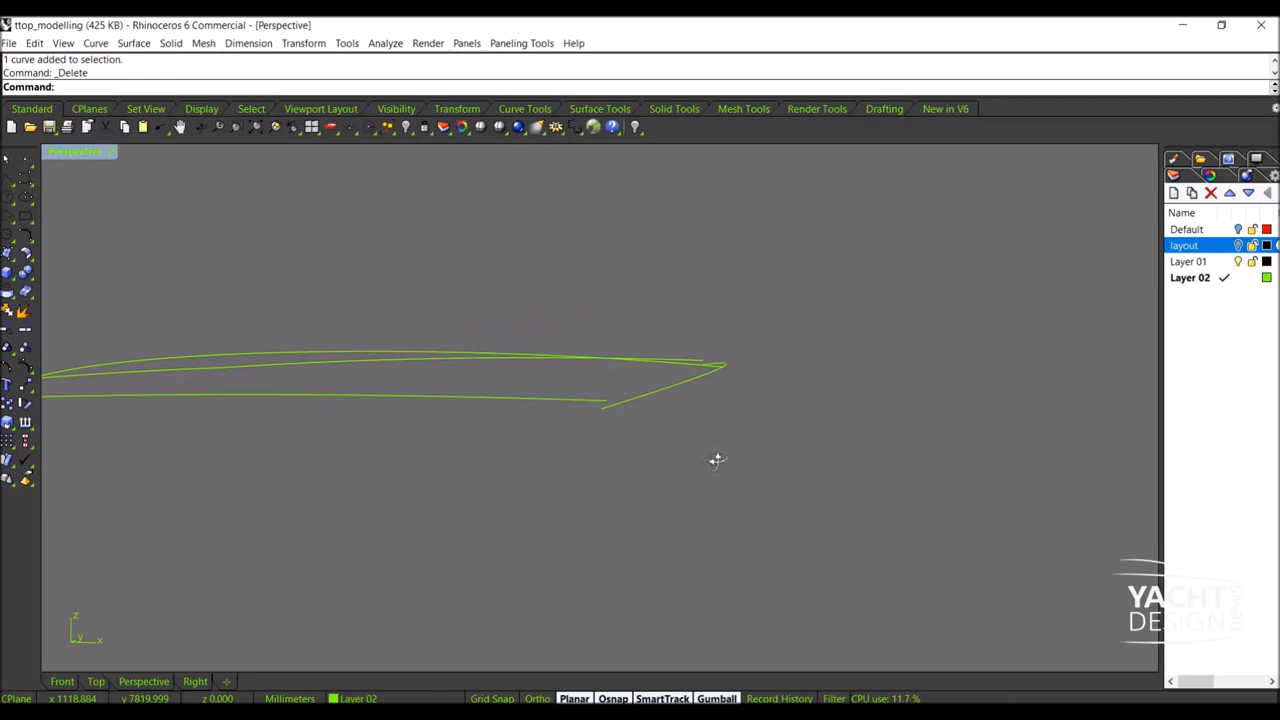 ttop_modelling (425 KB) - Rhinoceros 6 Commercial - [Perspective]
File Edit View Curve Surface Solid Mesh Dimension Transform Tools Analyze Render Panels Paneling Tools Help
1 curve added to selection.
Command: _Delete
Command:
Standard CPlanes Set View Display Select Viewport Layout Visibility Transform Curve Tools Surface Tools Solid Tools Mesh Tools Render Tools Drafting New in V6
Perspective
Name
Default
layout
Layer 01
Layer 02
YACHT
DESIGN
news
z
y x
Front Top Perspective Right
CPlane x 1118.884 y 7819.999 z 0.000 Millimeters Layer 02 Grid Snap Ortho Planar Osnap SmartTrack Gumball Record History Filter CPU use: 11.7 %